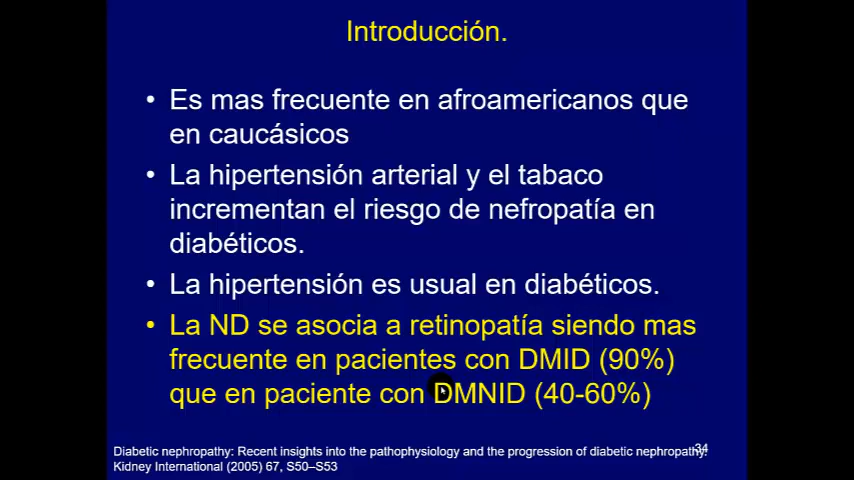 Introducción.
• Es mas frecuente en afroamericanos que
en caucásicos
• La hipertensión arterial y el tabaco
incrementan el riesgo de nefropatía en
diabéticos.
• La hipertensión es usual en diabéticos.
• La ND se asocia a retinopatía siendo mas
frecuente en pacientes con DMID (90%)
que en paciente con DMNID (40-60%)
34
Diabetic nephropathy: Recent insights into the pathophysiology and the progression of diabetic nephropathy.
Kidney International (2005) 67, S50–S53